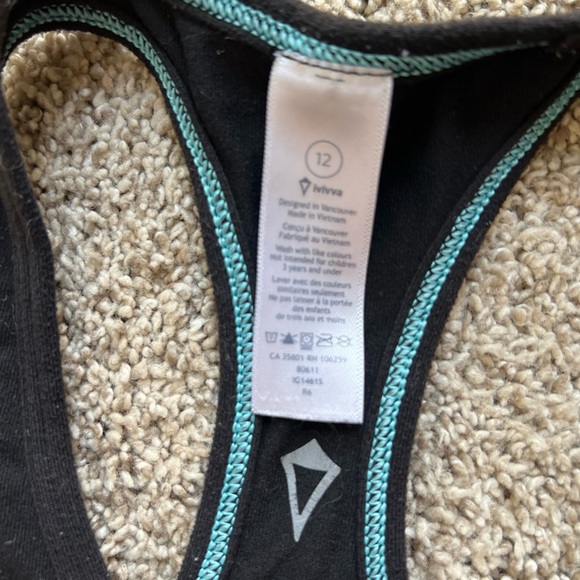 12
ivivva
Designed in Vancouver
Made in Vietnam
Conçu à Vancouver
Fabriqué au Vietnam
Wash with like colours
Not intended for children
3 years and under
Laver avec des couleurs
similaires seulement
Ne pas laisser à la portée
des enfants
de trois ans et moins
CA 35801 RN 106259
80611
IG1461S
R6